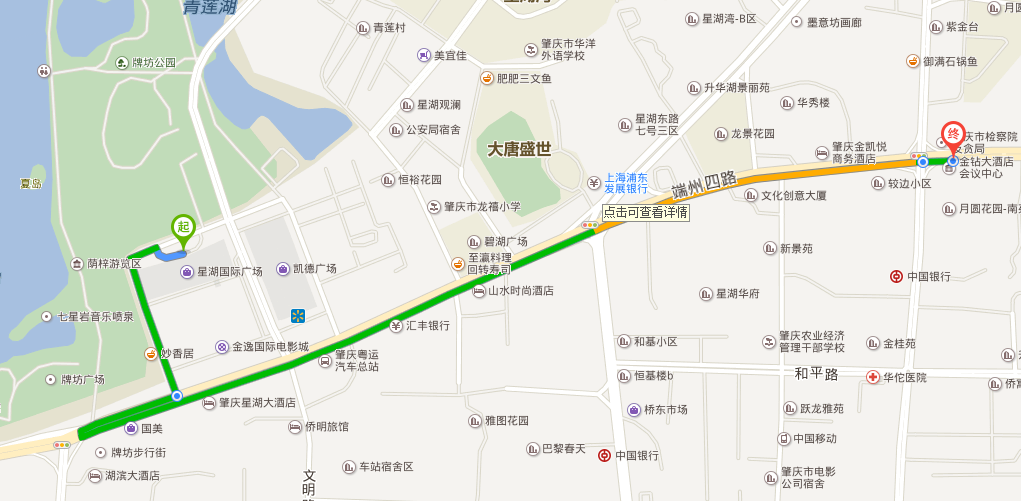 青莲湖
青莲村
美宜佳
肇庆市华洋
外语学校
星湖湾-B区
墨意坊画廊
紫金台
御满石锅鱼
牌坊公园
肥肥三文鱼
升华湖景丽苑
华秀楼
星湖观澜
公安局宿舍
星湖东路
七号三区
龙景花园
大唐盛世
肇庆金凯悦
商务酒店
终
庆市检察院
反贪局
金钻大酒店
会议中心
夏岛
恒裕花园
上海浦东
发展银行
端州四路
较边小区
文化创意大厦
肇庆市龙禧小学
点击可查看详情
月圆花园-南苑
起
碧湖广场
新景苑
荫梓游览区
星湖国际广场
凯德广场
至瀛料理
回转寿司
中国银行
山水时尚酒店
星湖华府
七星岩音乐喷泉
汇丰银行
妙香居
金逸国际电影城
肇庆粤运
汽车总站
和基小区
肇庆农业经济
管理干部学校
金桂苑
牌坊广场
恒基楼b
和平路
华佗医院
肇庆星湖大酒店
桥东市场
跃龙雅苑
国美
侨明旅馆
雅图花园
中国移动
牌坊步行街
巴黎春天
中国银行
湖滨大酒店
车站宿舍区
文明
肇庆市电影
公司宿舍